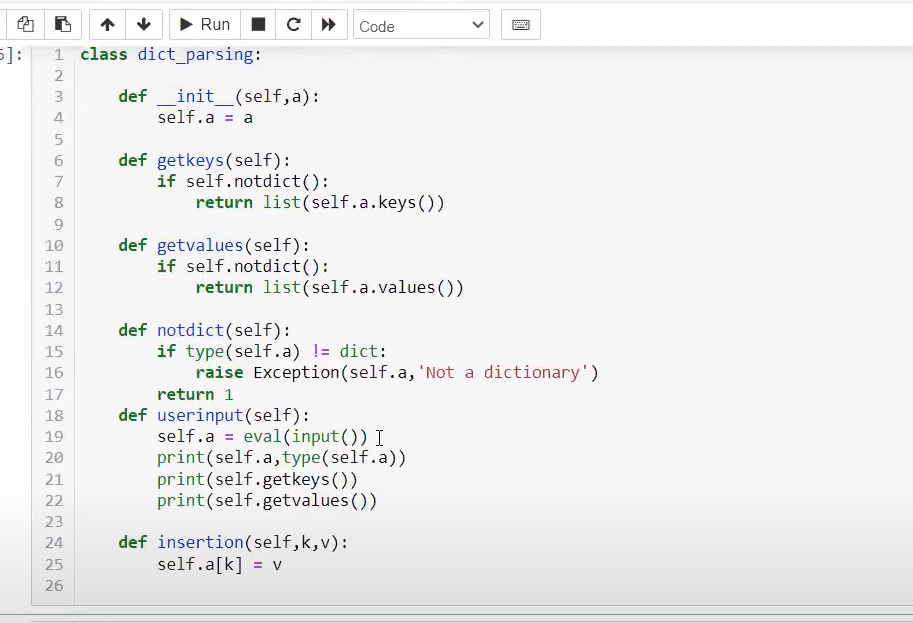 Run
Code
5]:
1 class dict_parsing:
2
3 def __init__(self,a):
4 self.a = a
5
6 def getkeys(self):
7 if self.notdict():
8 return list(self.a.keys())
9
10 def getvalues(self):
11 if self.notdict():
12 return list(self.a.values())
13
14 def notdict(self):
15 if type(self.a) != dict:
16 raise Exception(self.a,'Not a dictionary')
17 return 1
18 def userinput(self):
19 self.a = eval(input())
20 print(self.a,type(self.a))
21 print(self.getkeys())
22 print(self.getvalues())
23
24 def insertion(self,k,v):
25 self.a[k] = v
26